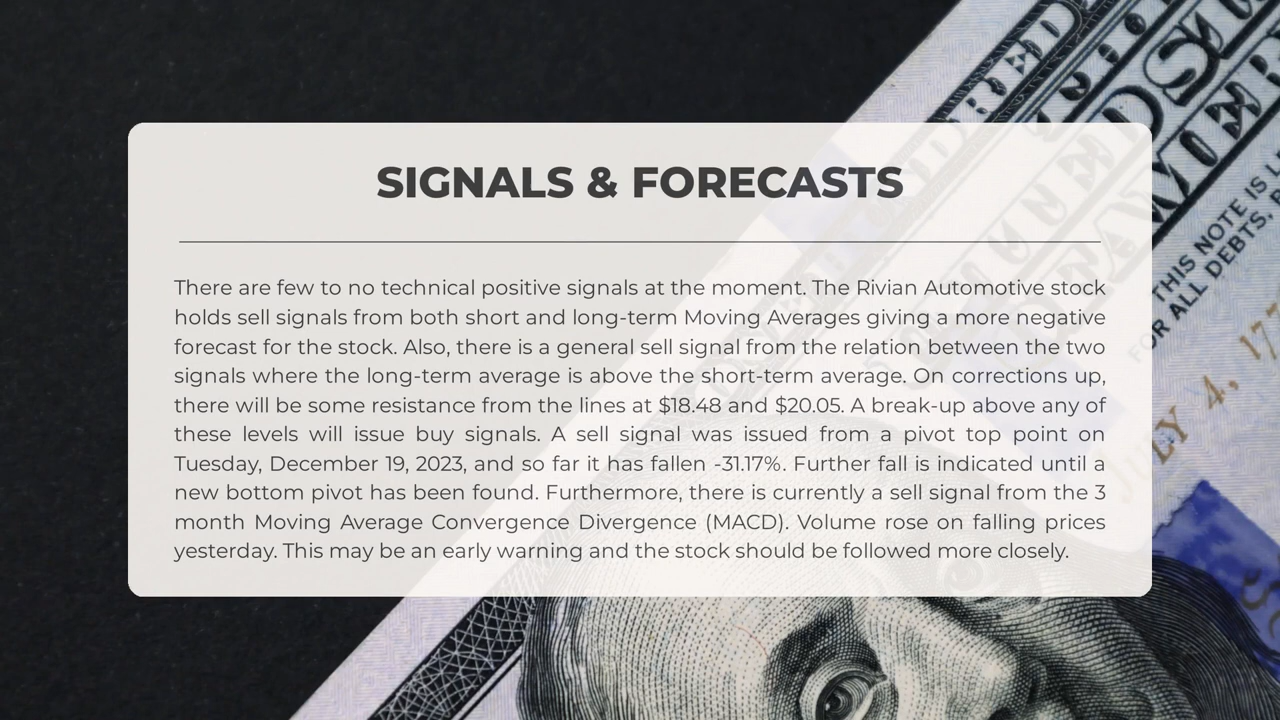 SIGNALS & FORECASTS
There are few to no technical positive signals at the moment. The Rivian Automotive stock
holds sell signals from both short and long-term Moving Averages giving a more negative
forecast for the stock. Also, there is a general sell signal from the relation between the two
signals where the long-term average is above the short-term average. On corrections up,
there will be some resistance from the lines at $18.48 and $20.05. A break-up above any of
these levels will issue buy signals. A sell signal was issued from a pivot top point on
Tuesday, December 19, 2023, and so far it has fallen -31.17%. Further fall is indicated until a
new bottom pivot has been found. Furthermore, there is currently a sell signal from the 3
month Moving Average Convergence Divergence (MACD). Volume rose on falling prices
yesterday. This may be an early warning and the stock should be followed more closely.
THIS NOTE IS L
FOR ALL DEBTS, P
LY 4, 17